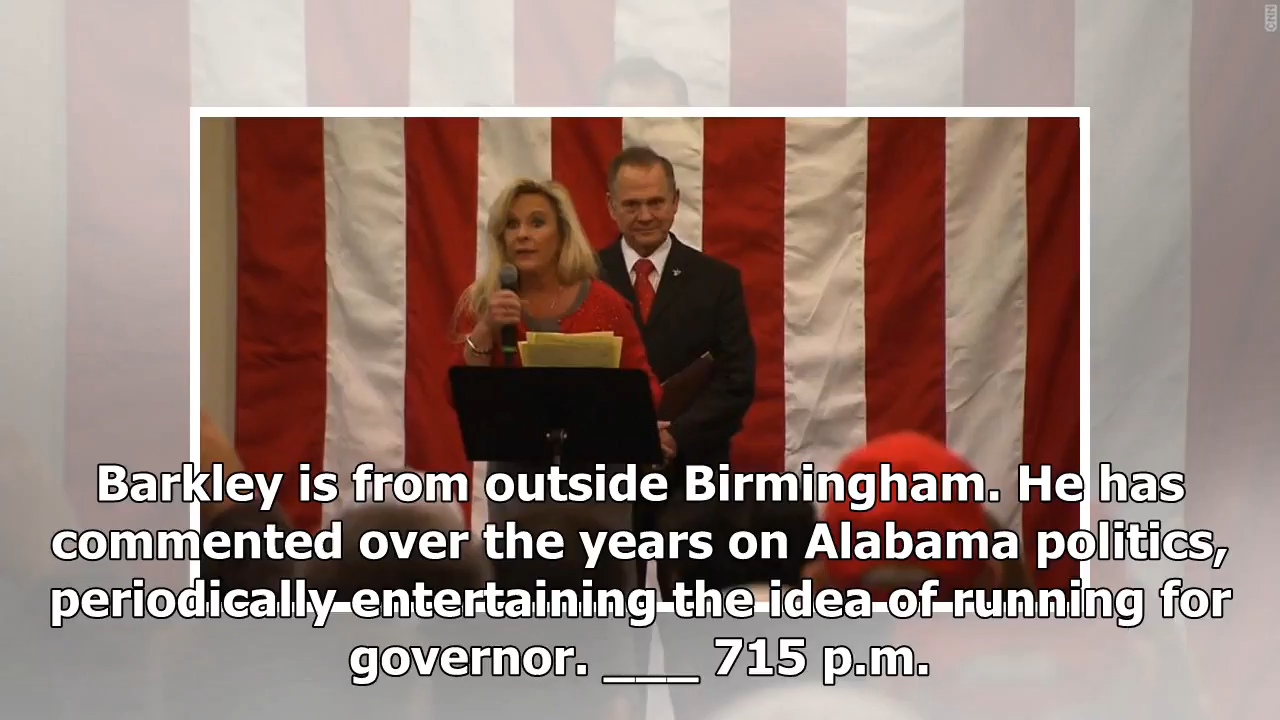 CNN
Barkley is from outside Birmingham. He has
commented over the years on Alabama politics,
periodically entertaining the idea of running for
governor. ___ 715 p.m.